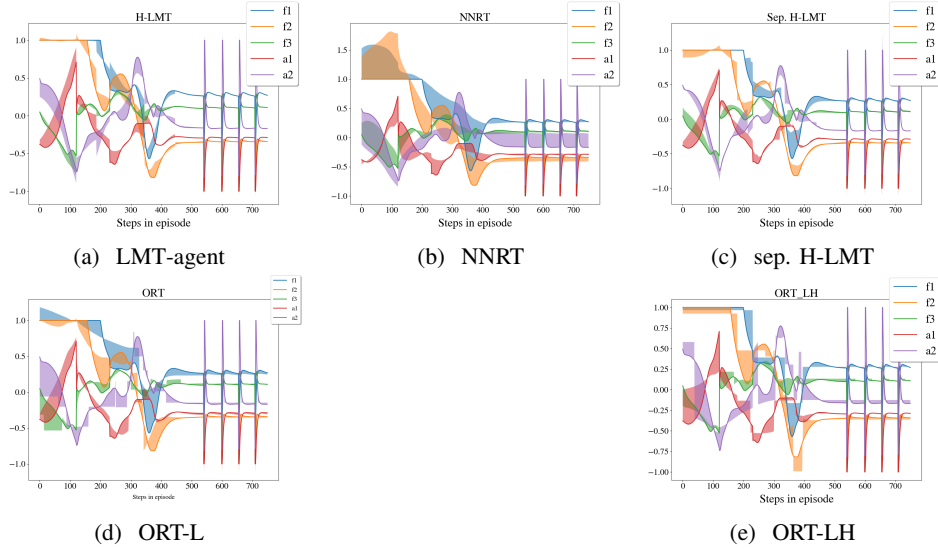 H-LMT
f1
f2
f3
a1
a2
1.0
0.5
0.0
−0.5
−1.0
0 100 200 300 400 500 600 700
Steps in episode
(a) LMT-agent
NNRT
f1
f2
f3
a1
a2
1.5
1.0
0.5
0.0
−0.5
−1.0
0 100 200 300 400 500 600 700
Steps in episode
(b) NNRT
Sep. H-LMT
f1
f2
f3
a1
a2
1.0
0.5
0.0
−0.5
−1.0
0 100 200 300 400 500 600 700
Steps in episode
(c) sep. H-LMT
ORT
f1
f2
f3
a1
a2
1.0
0.5
0.0
−0.5
−1.0
0 100 200 300 400 500 600 700
Steps in episode
(d) ORT-L
ORT_LH
f1
f2
f3
a1
a2
1.00
0.75
0.50
0.25
0.00
−0.25
−0.50
−0.75
−1.00
0 100 200 300 400 500 600 700
Steps in episode
(e) ORT-LH